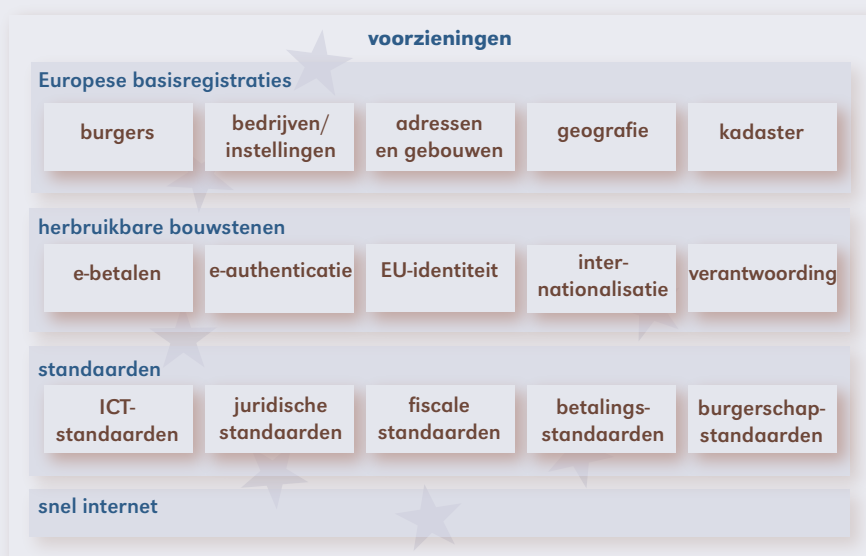 voorzieningen
Europese basisregistraties
burgers
bedrijven/
instellingen
adressen
en gebouwen
geografie
kadaster
herbruikbare bouwstenen
e-betalen
e-authenticatie
EU-identiteit
inter-
nationalisatie
verantwoording
standaarden
ICT-
standaarden
juridische
standaarden
fiscale
standaarden
betalings-
standaarden
burgerschap-
standaarden
snel internet